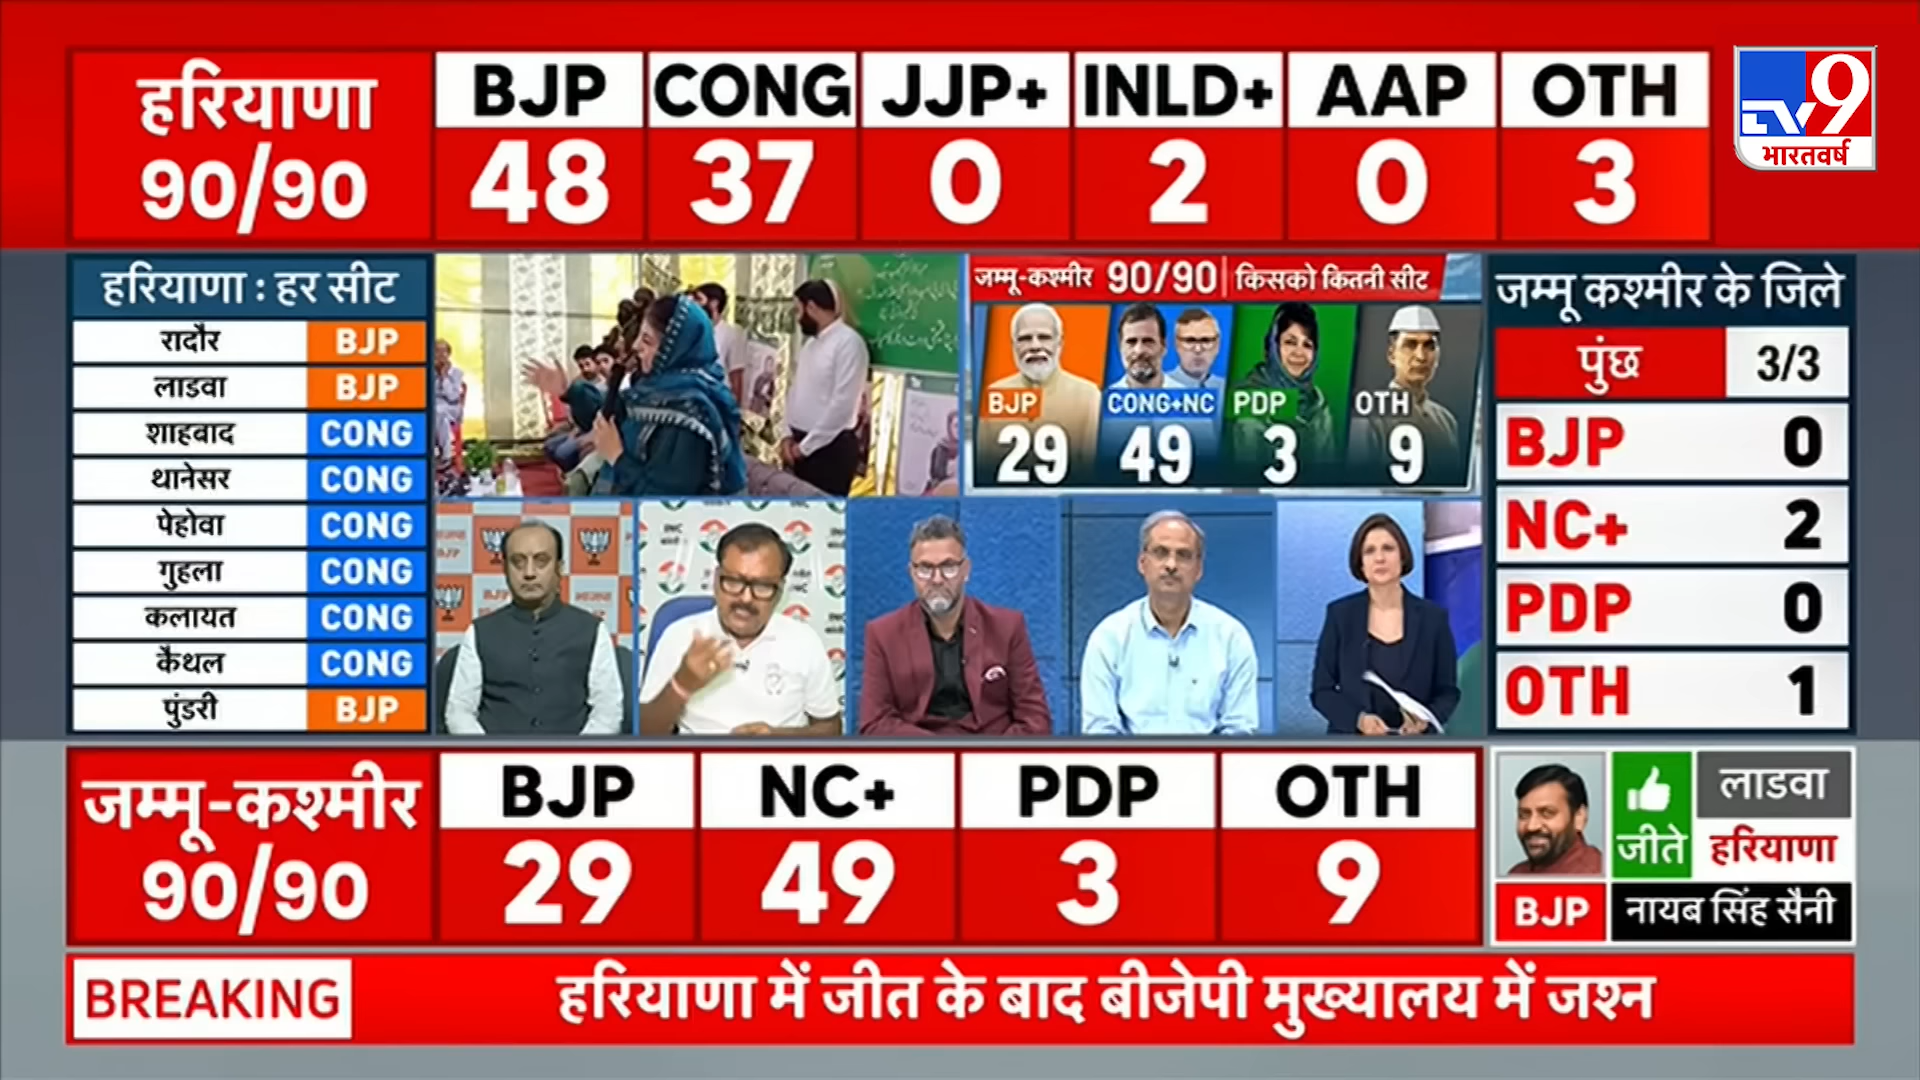 हरियाणा
90/90
BJP
48
CONG
37
JJP+
0
INLD+
2
AAP
0
OTH
3
TV9
भारतवर्ष
हरियाणा : हर सीट
रादौर BJP
लाडवा BJP
शाहवाद CONG
थानेसर CONG
पेहोवा CONG
गुहला CONG
कलायत CONG
कैथल CONG
पुंडरी BJP
जम्मू-कश्मीर 90/90 किसको कितनी सीट
BJP
29
CONG+NC
49
PDP
3
OTH
9
BJP
INC
जम्मू कश्मीर के जिले
पुंछ 3/3
BJP 0
NC+ 2
PDP 0
OTH 1
जम्मू-कश्मीर
90/90
BJP
29
NC+
49
PDP
3
OTH
9
जीते
लाडवा
हरियाणा
BJP नायब सिंह सैनी
BREAKING हरियाणा में जीत के बाद बीजेपी मुख्यालय में जश्न